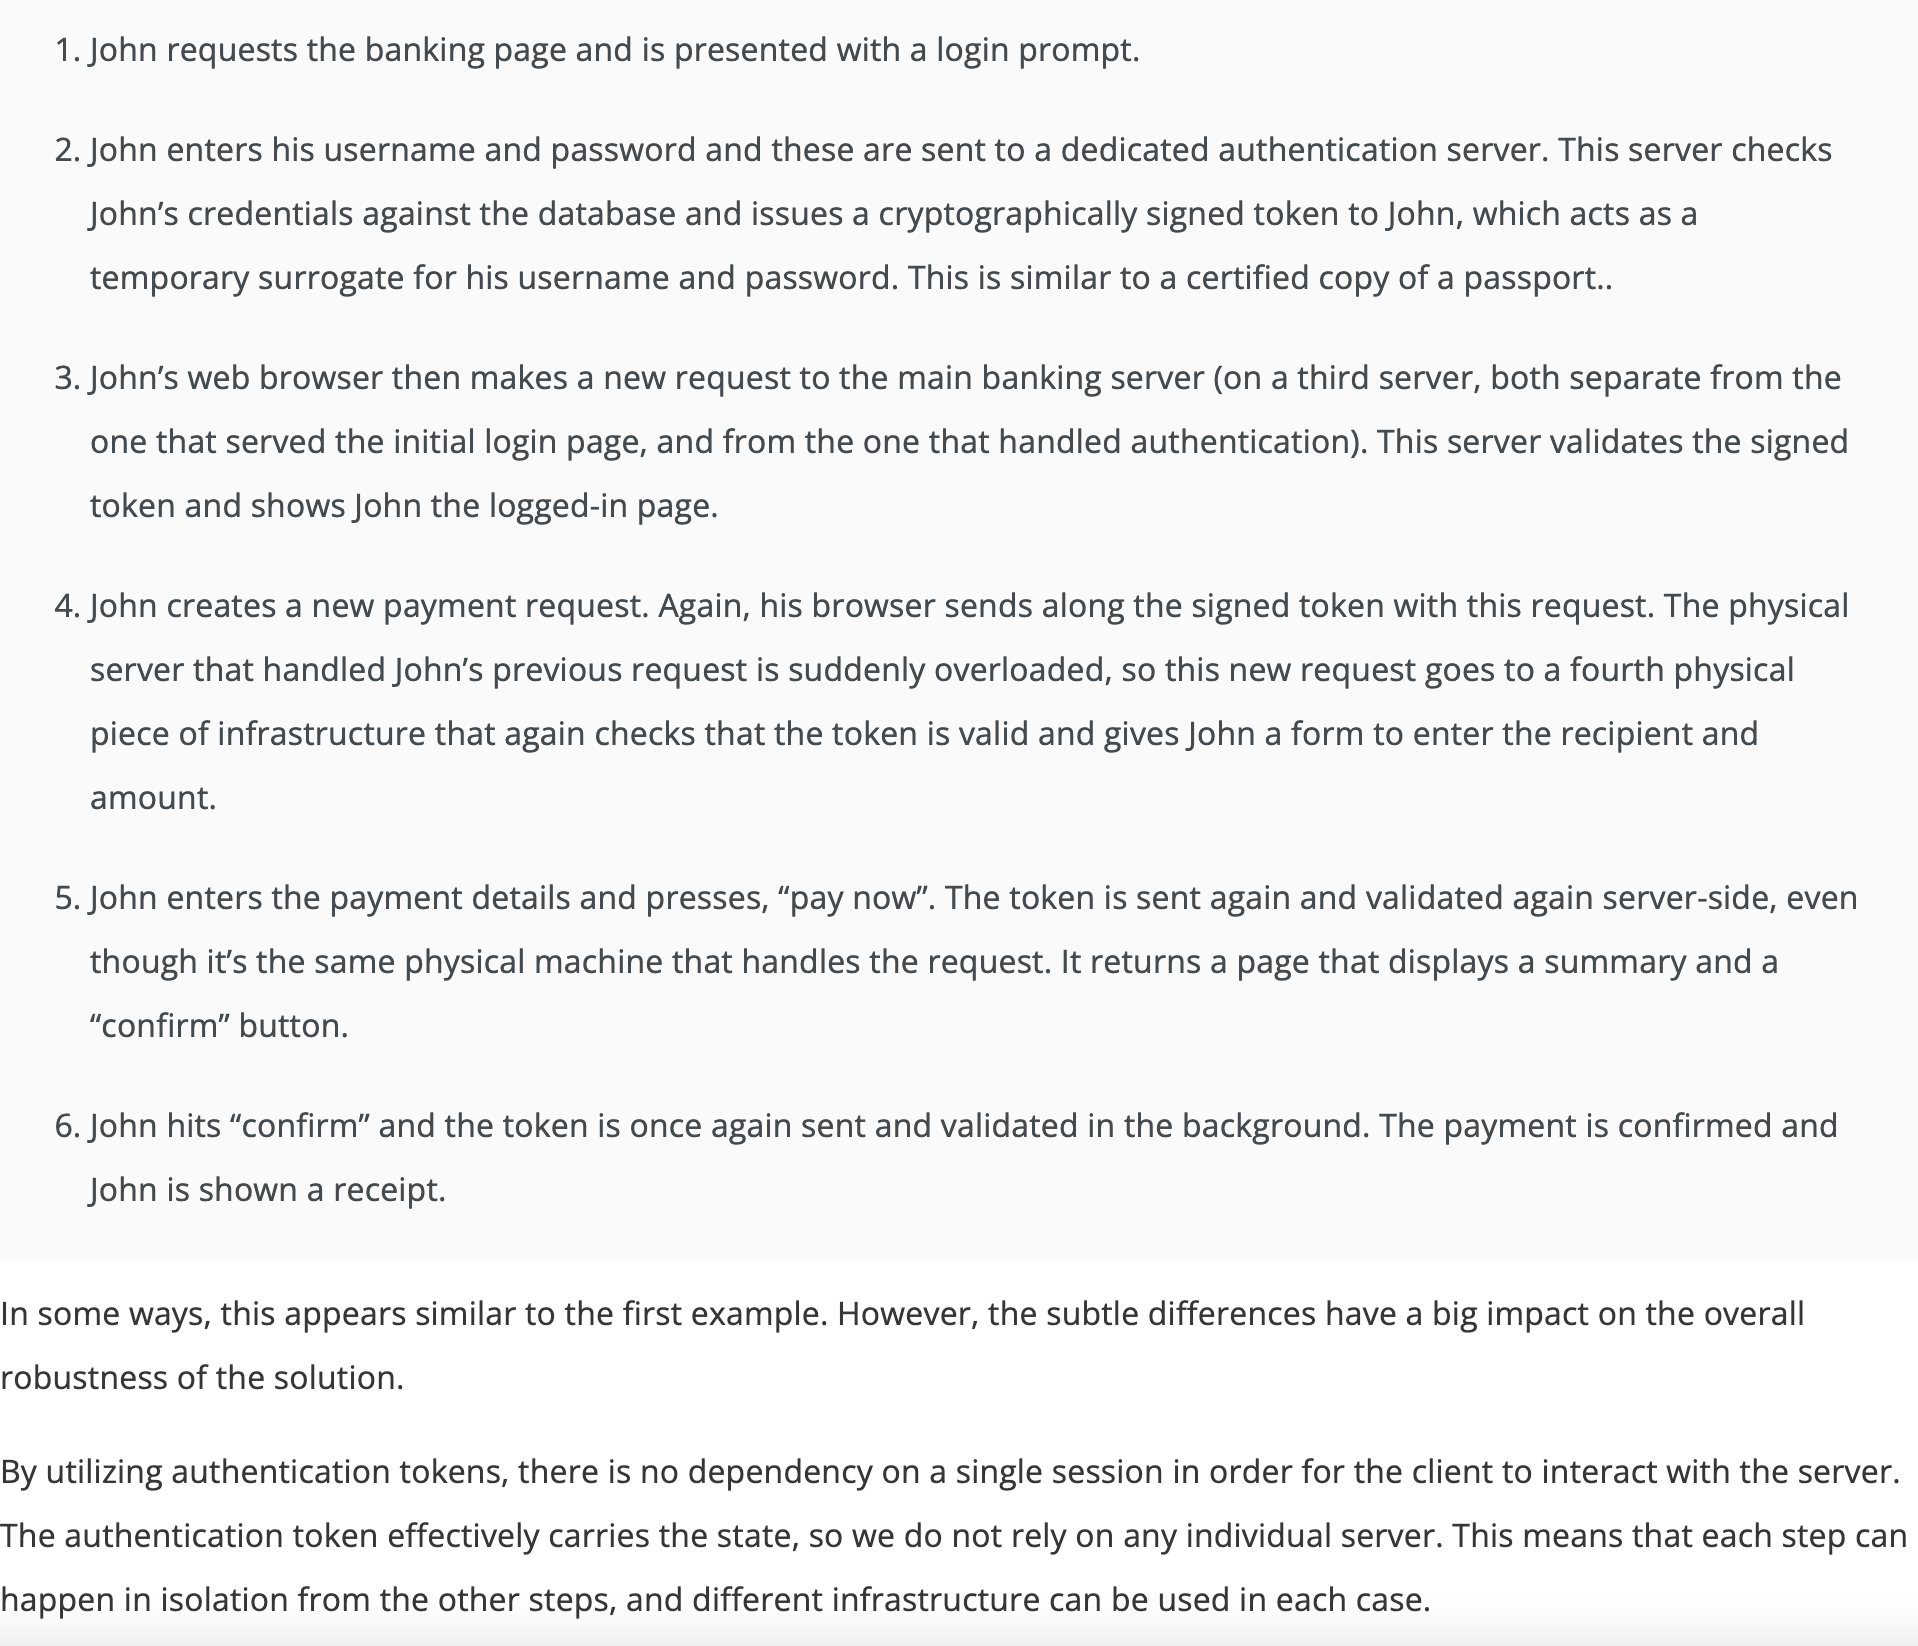 1. John requests the banking page and is presented with a login prompt.
2. John enters his username and password and these are sent to a dedicated authentication server. This server checks
John’s credentials against the database and issues a cryptographically signed token to John, which acts as a
temporary surrogate for his username and password. This is similar to a certified copy of a passport..
3. John’s web browser then makes a new request to the main banking server (on a third server, both separate from the
one that served the initial login page, and from the one that handled authentication). This server validates the signed
token and shows John the logged-in page.
4. John creates a new payment request. Again, his browser sends along the signed token with this request. The physical
server that handled John’s previous request is suddenly overloaded, so this new request goes to a fourth physical
piece of infrastructure that again checks that the token is valid and gives John a form to enter the recipient and
amount.
5. John enters the payment details and presses, “pay now”. The token is sent again and validated again server-side, even
though it’s the same physical machine that handles the request. It returns a page that displays a summary and a
“confirm” button.
6. John hits “confirm” and the token is once again sent and validated in the background. The payment is confirmed and
John is shown a receipt.
In some ways, this appears similar to the first example. However, the subtle differences have a big impact on the overall
robustness of the solution.
By utilizing authentication tokens, there is no dependency on a single session in order for the client to interact with the server.
The authentication token effectively carries the state, so we do not rely on any individual server. This means that each step can
happen in isolation from the other steps, and different infrastructure can be used in each case.